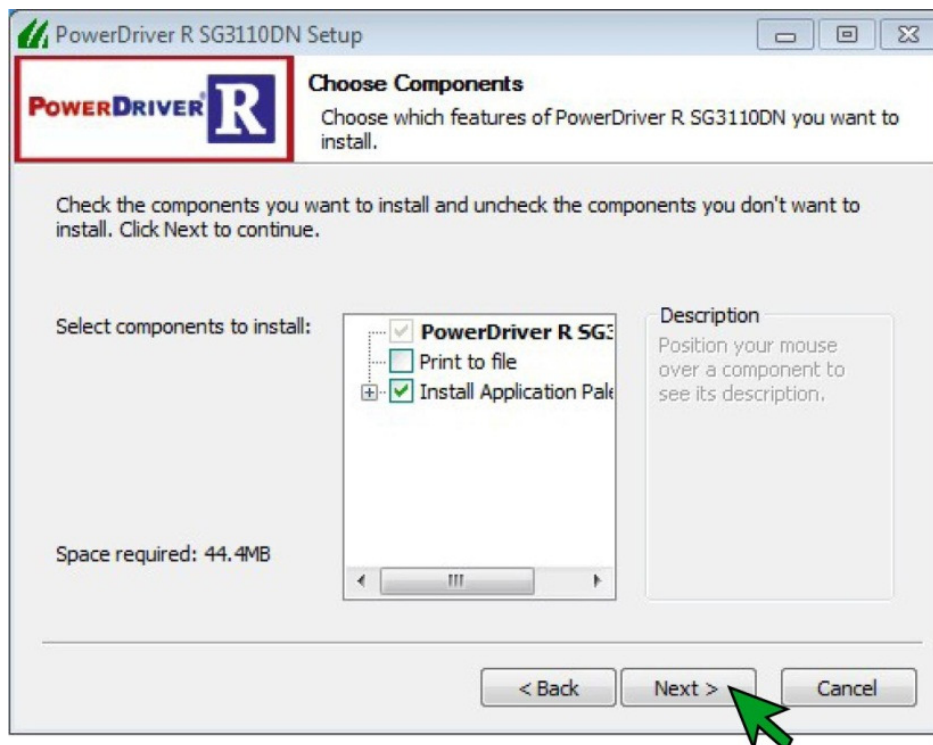 PowerDriver R SG3110DN Setup
POWERDRIVER® R
Choose Components
Choose which features of PowerDriver R SG3110DN you want to
install.
Check the components you want to install and uncheck the components you don't want to
install. Click Next to continue.
Select components to install:
PowerDriver R SG3
Print to file
Install Application Pale
Description
Position your mouse
over a component to
see its description.
Space required: 44.4MB
< Back
Next >
Cancel